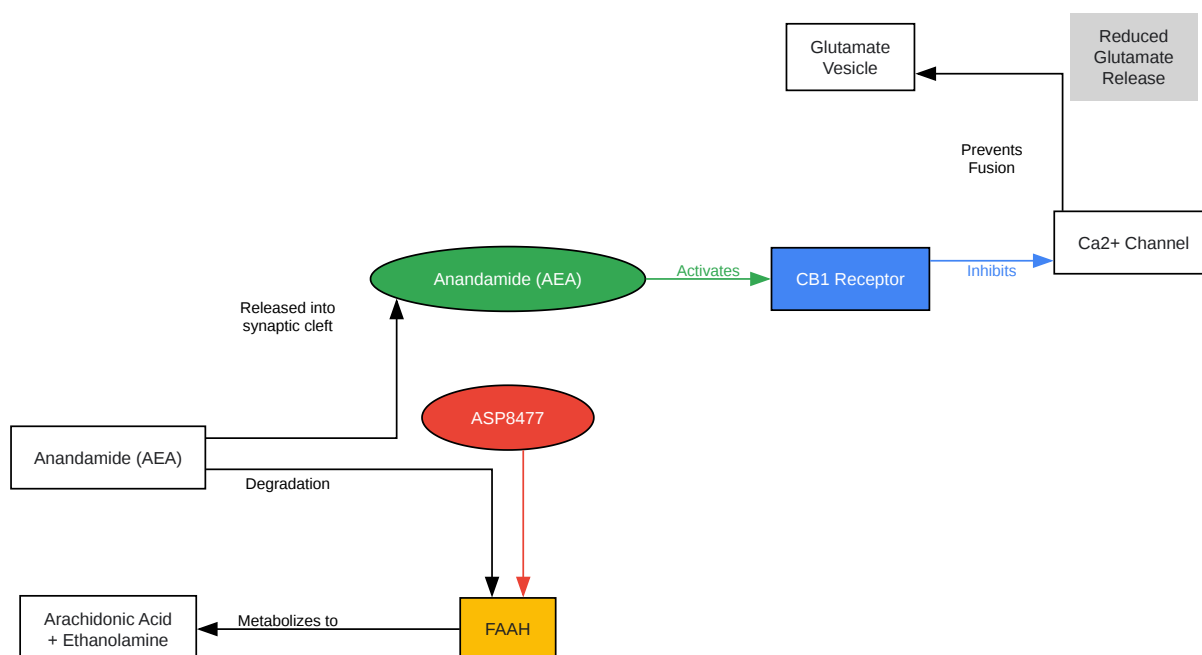 Glutamate
Vesicle
Reduced
Glutamate
Release
Prevents
Fusion
Ca2+ Channel
Anandamide (AEA)
Activates
CB1 Receptor
Inhibits
Released into
synaptic cleft
ASP8477
Anandamide (AEA)
Degradation
Arachidonic Acid
+ Ethanolamine
Metabolizes to
FAAH